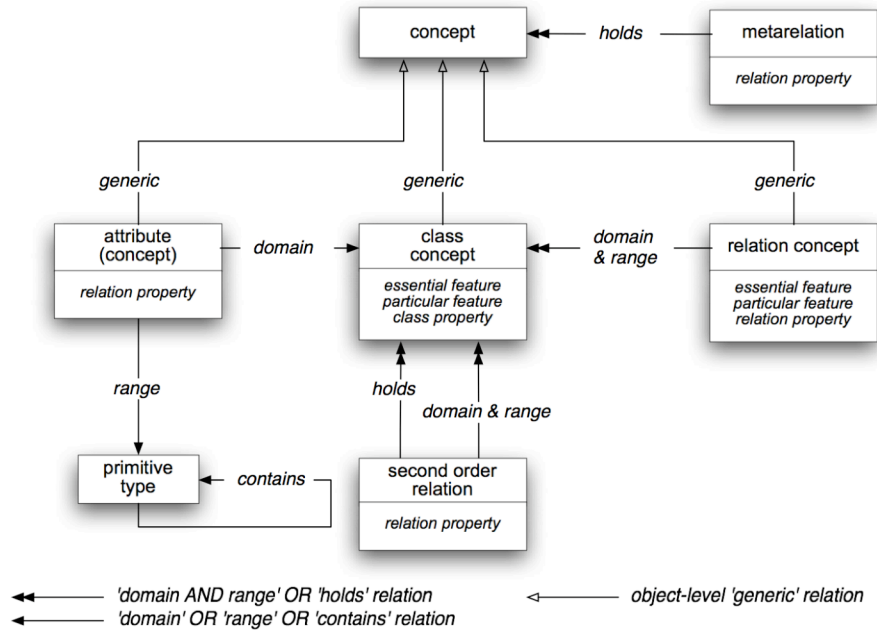 concept
holds
metarelation
relation property
generic
generic
generic
attribute
(concept)
relation property
domain
class
concept
essential feature
particular feature
class property
domain
& range
relation concept
essential feature
particular feature
relation property
range
holds
domain & range
primitive
type
contains
second order
relation
relation property
'domain AND range' OR 'holds' relation
object-level 'generic' relation
'domain' OR 'range' OR 'contains' relation